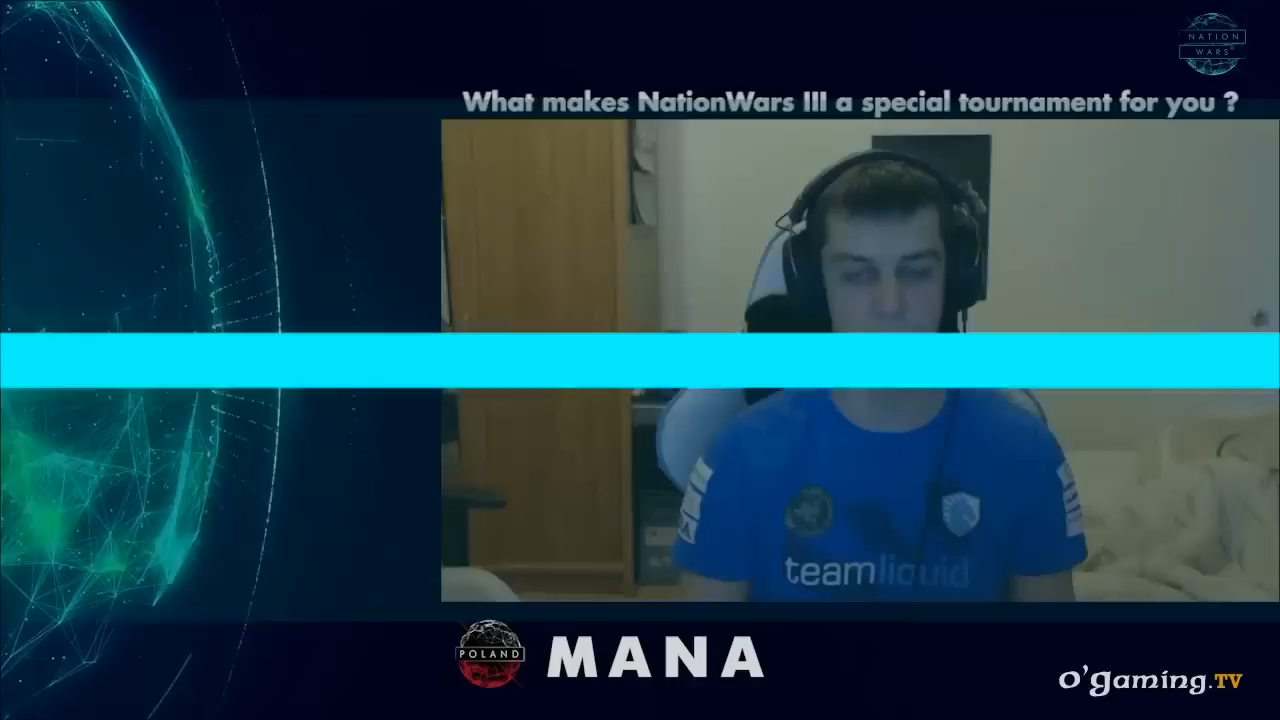 NATION
WARS
What makes NationWars III a special tournament for you ?
teamliquid
POLAND
MANA
O'Gaming.TV